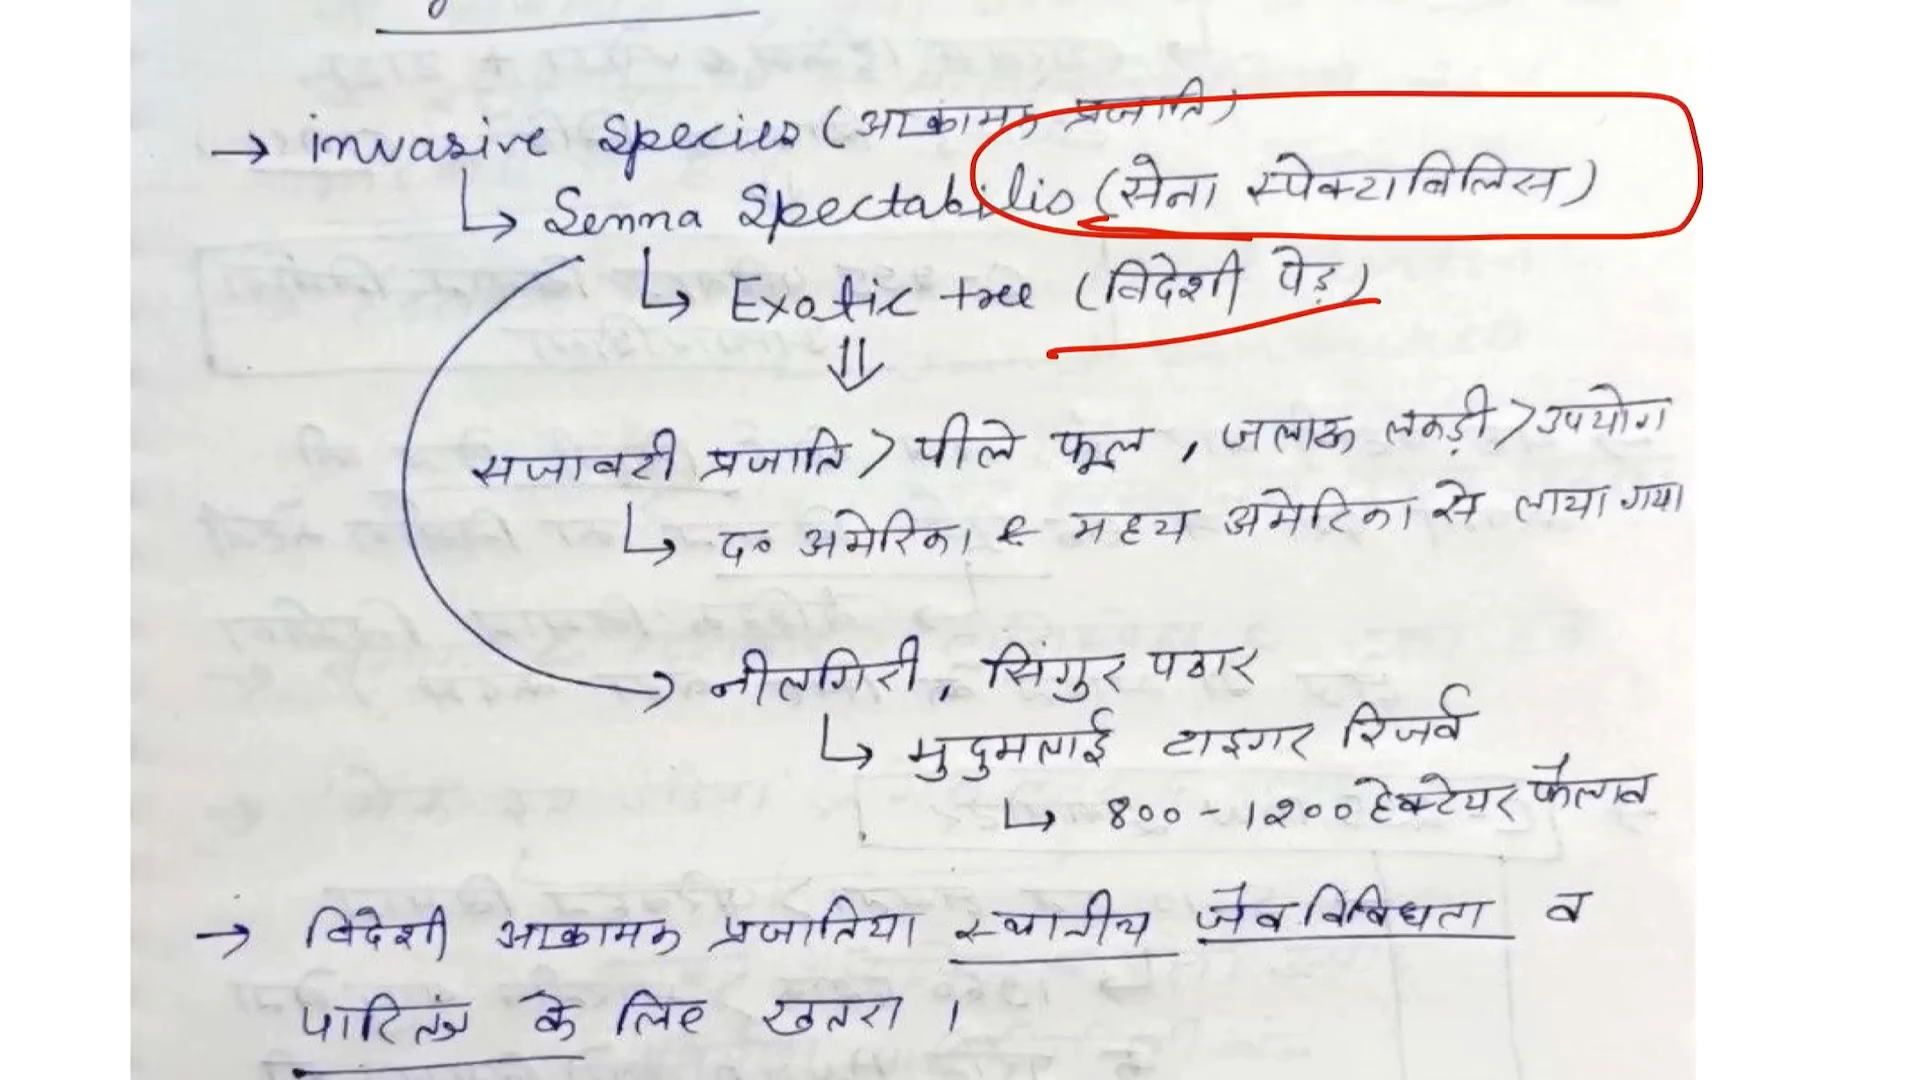 → invasive Species (आक्रामक प्रजाति)
↳ Senna Spectabilis (सेना स्पेक्टाबिलिस)
↳ Exotic tree (विदेशी पेड़)
⇓
सजावटी प्रजाति > पीले फूल , जलाऊ लकड़ी > उपयोग
↳ द० अमेरिका & मध्य अमेरिका से लाया गया
→ नीलगिरी , सिंगुर पठार
↳ मुदुमलाई टाइगर रिजर्व
↳ 800 - 1200 हेक्टेयर फैलाव
→ विदेशी आक्रामक प्रजातिया स्थानीय जैव विविधता व
पारितंत्र के लिए खतरा ।